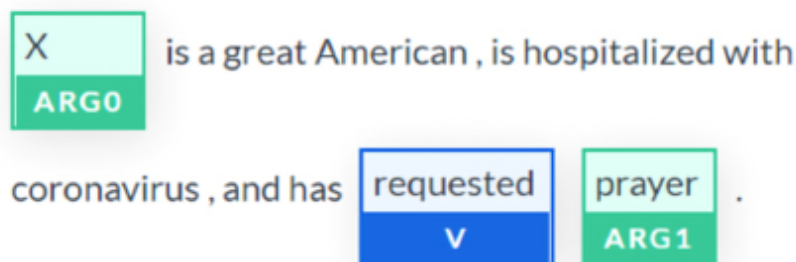 X is a great American , is hospitalized with
ARG0
coronavirus , and has requested prayer .
V ARG1